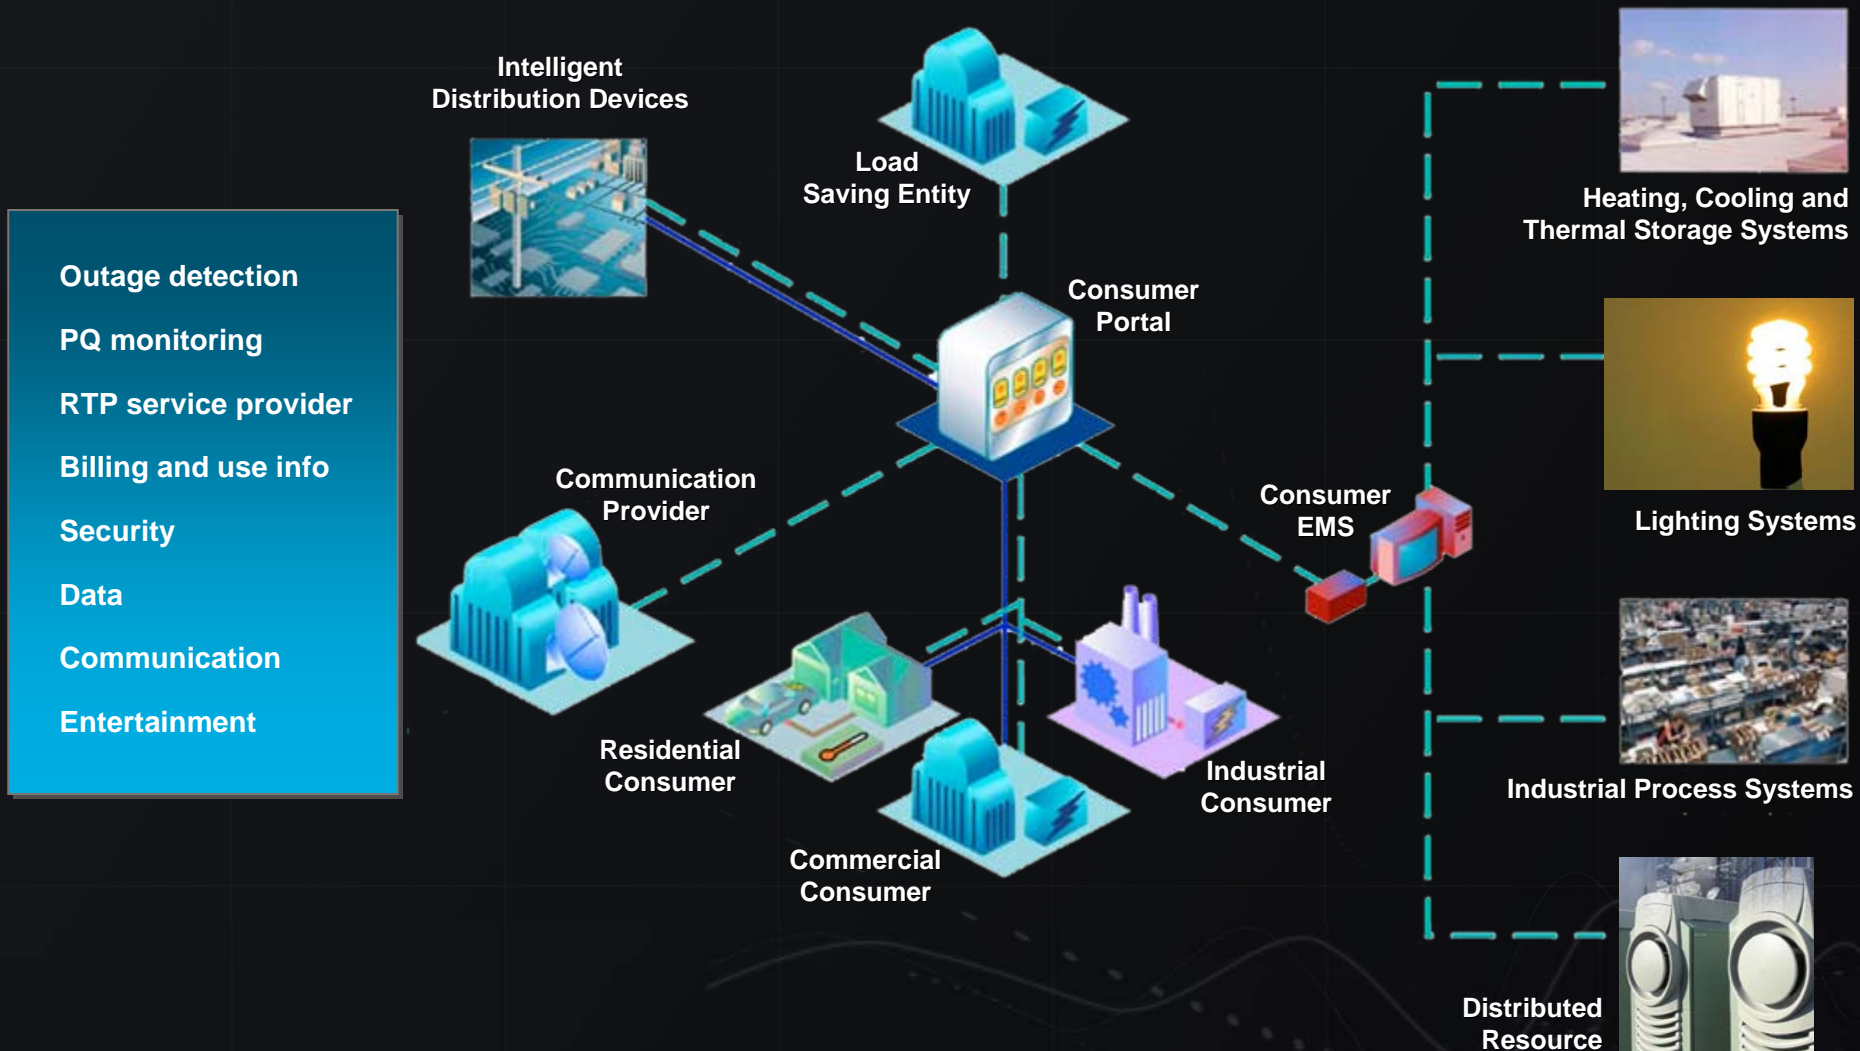 Intelligent
Distribution Devices
Load
Saving Entity
Consumer
Portal
Outage detection
PQ monitoring
RTP service provider
Billing and use info
Security
Data
Communication
Entertainment
Communication
Provider
Consumer
EMS
Residential
Consumer
Commercial
Consumer
Industrial
Consumer
Heating, Cooling and
Thermal Storage Systems
Lighting Systems
Industrial Process Systems
Distributed
Resource